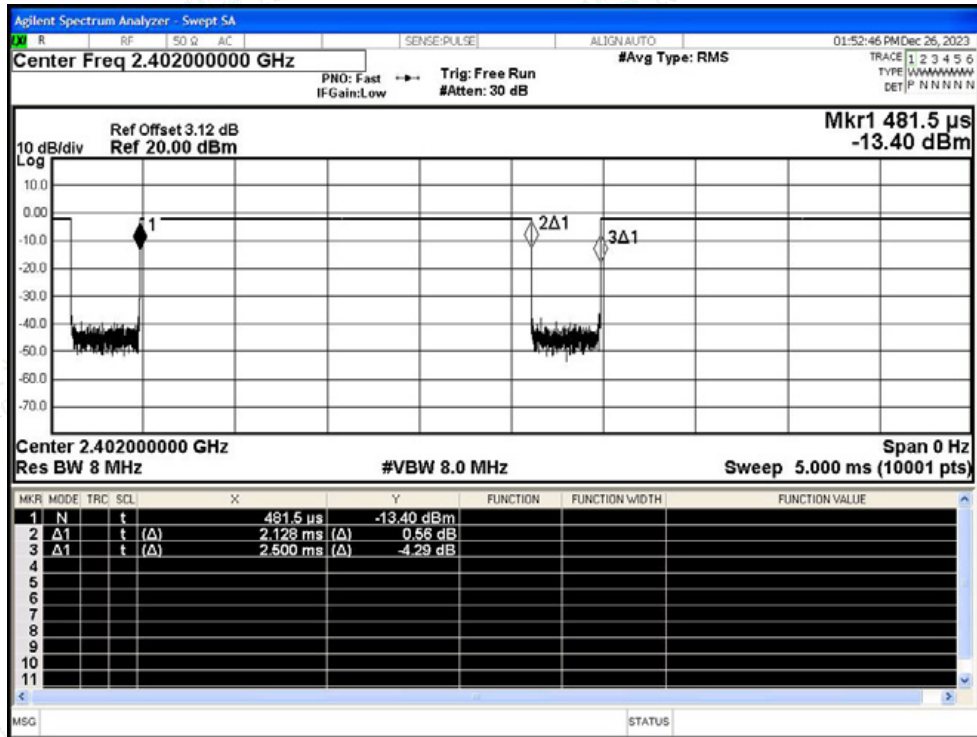 Agilent Spectrum Analyzer - Swept SA
LXI R RF 50 Ω AC SENSE:PULSE ALIGNAUTO 01:52:46 PM Dec 26, 2023
Center Freq 2.402000000 GHz #Avg Type: RMS TRACE 1 2 3 4 5 6
PNO: Fast Trig: Free Run TYPE WWWWWW
IFGain:Low #Atten: 30 dB DET P N N N N N
Mkr1 481.5 µs
-13.40 dBm
Ref Offset 3.12 dB
10 dB/div Ref 20.00 dBm
Log
10.0
0.00
1 2Δ1
-10.0 3Δ1
-20.0
-30.0
-40.0
-50.0
-60.0
-70.0
Center 2.402000000 GHz Span 0 Hz
Res BW 8 MHz #VBW 8.0 MHz Sweep 5.000 ms (10001 pts)
MKR MODE TRC SCL X Y FUNCTION FUNCTION WIDTH FUNCTION VALUE
1 N t 481.5 µs -13.40 dBm
2 Δ1 t (Δ) 2.128 ms (Δ) 0.56 dB
3 Δ1 t (Δ) 2.500 ms (Δ) -4.29 dB
4
5
6
7
8
9
10
11
MSG STATUS